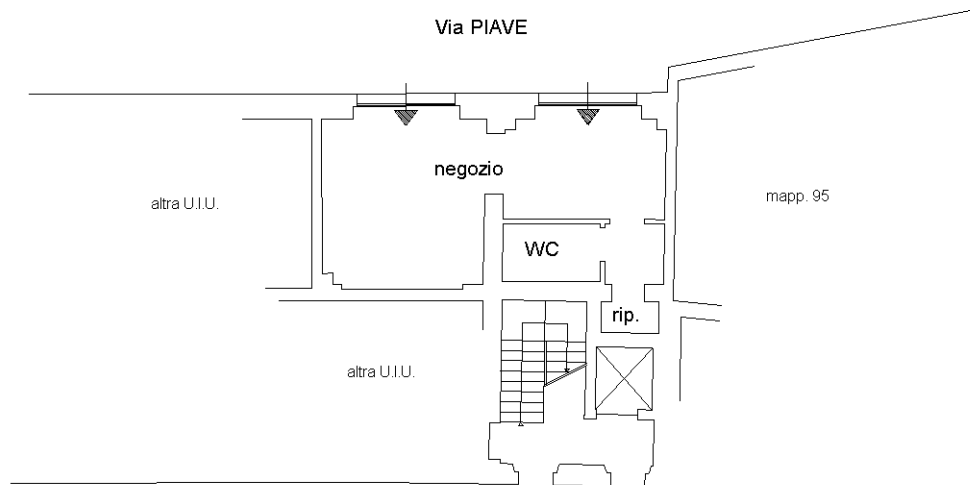 Via PIAVE
negozio
altra U.I.U.
mapp. 95
WC
rip.
altra U.I.U.